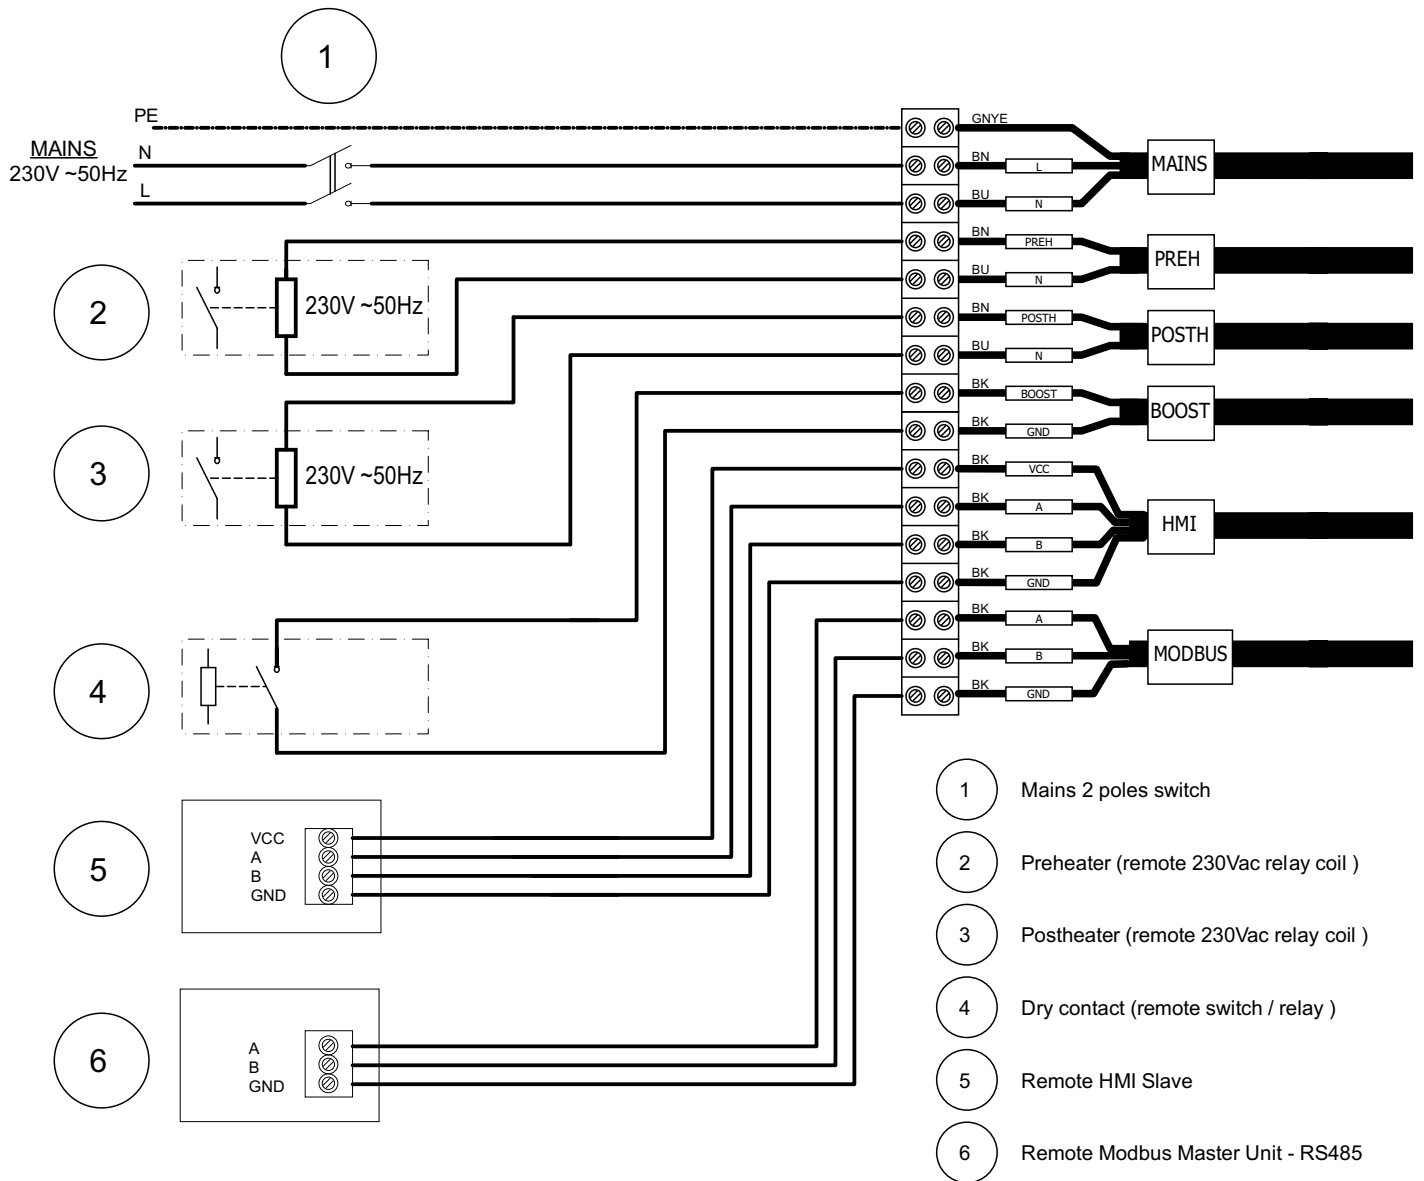 1
PE
MAINS
230V ~50Hz
N
L
GNYE
BN
L
BU
N
MAINS
BN
PREH
BU
N
PREH
BN
POSTH
BU
N
POSTH
BK
BOOST
BK
GND
BOOST
BK
VCC
BK
A
BK
B
BK
GND
HMI
BK
A
BK
B
BK
GND
MODBUS
2
230V ~50Hz
3
230V ~50Hz
4
5
VCC
A
B
GND
6
A
B
GND
1 Mains 2 poles switch
2 Preheater (remote 230Vac relay coil )
3 Postheater (remote 230Vac relay coil )
4 Dry contact (remote switch / relay )
5 Remote HMI Slave
6 Remote Modbus Master Unit - RS485